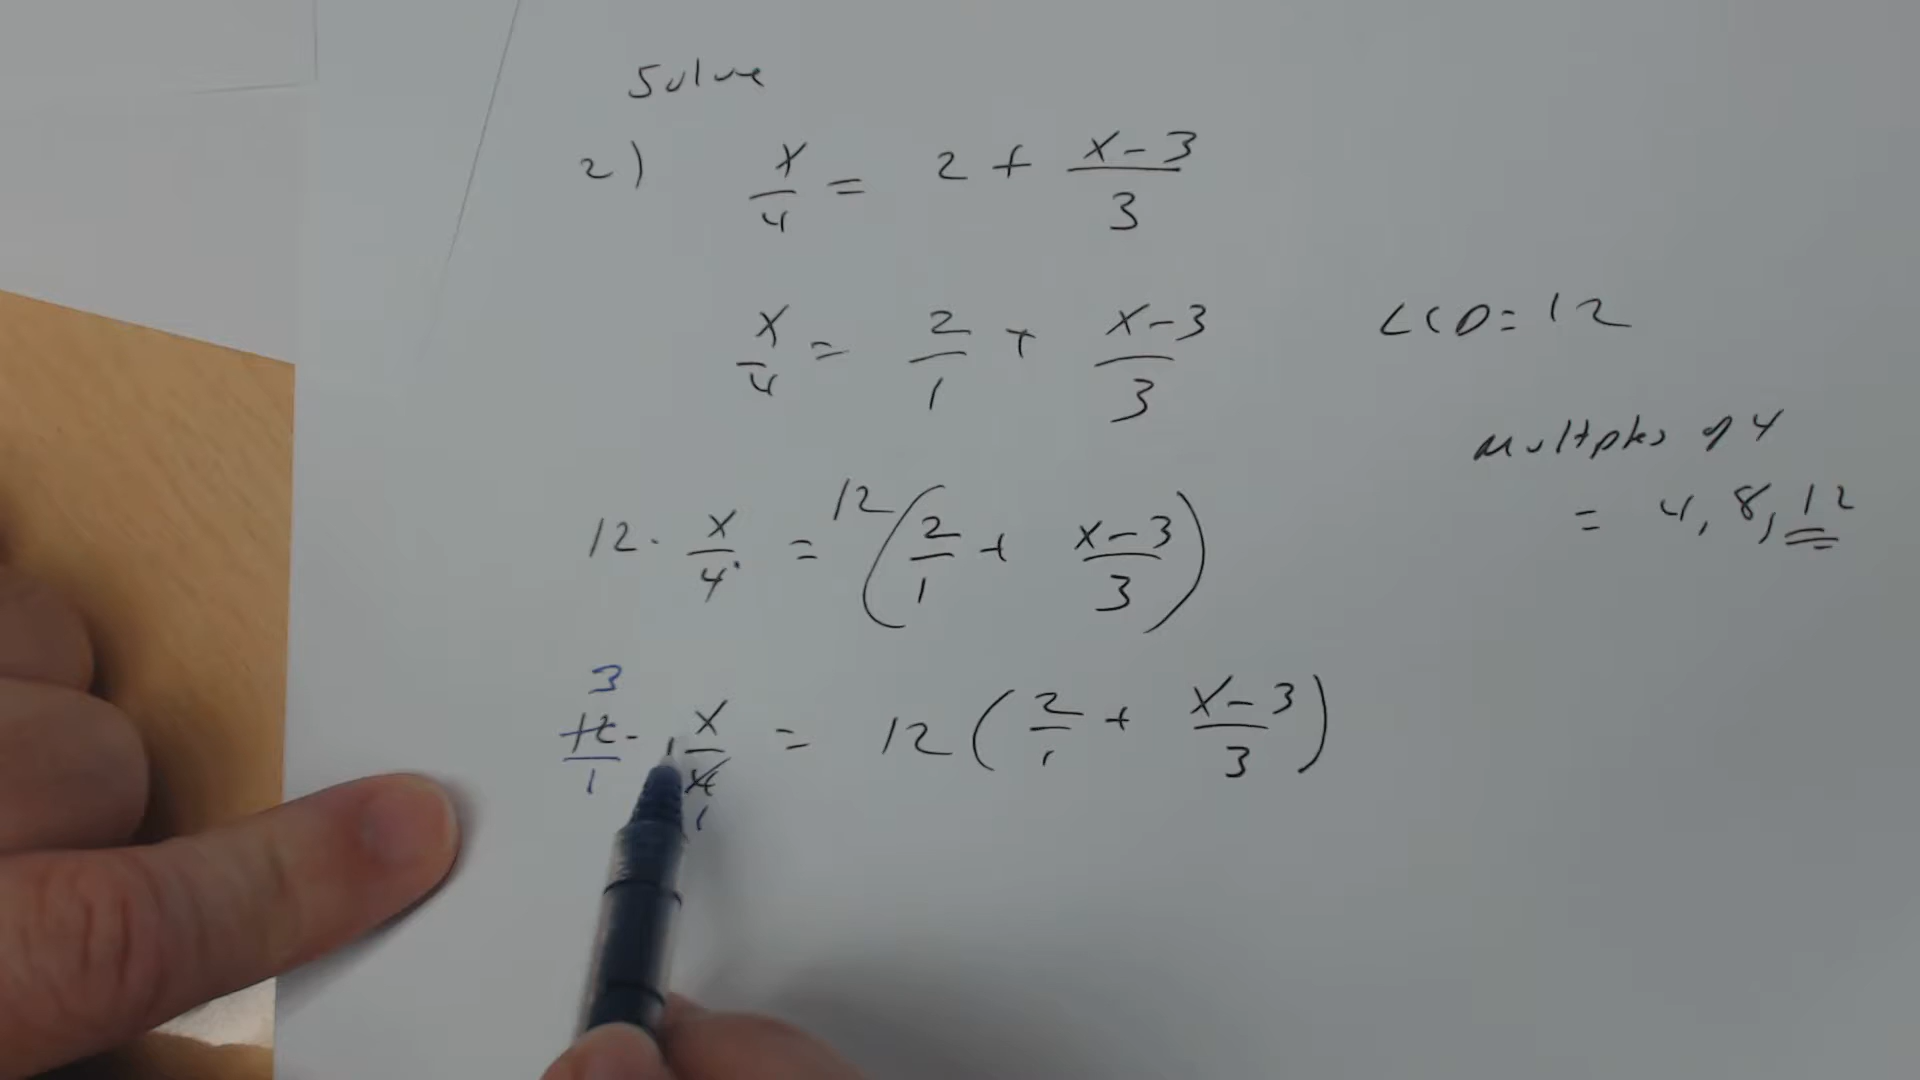 Solve
2) x/4 = 2 + (x-3)/3
x/4 = 2/1 + (x-3)/3
LCD = 12
multiples of 4
= 4, 8, 12
12 · x/4 = 12(2/1 + (x-3)/3)
3
12/1 · x/4 = 12(2/1 + (x-3)/3)
1